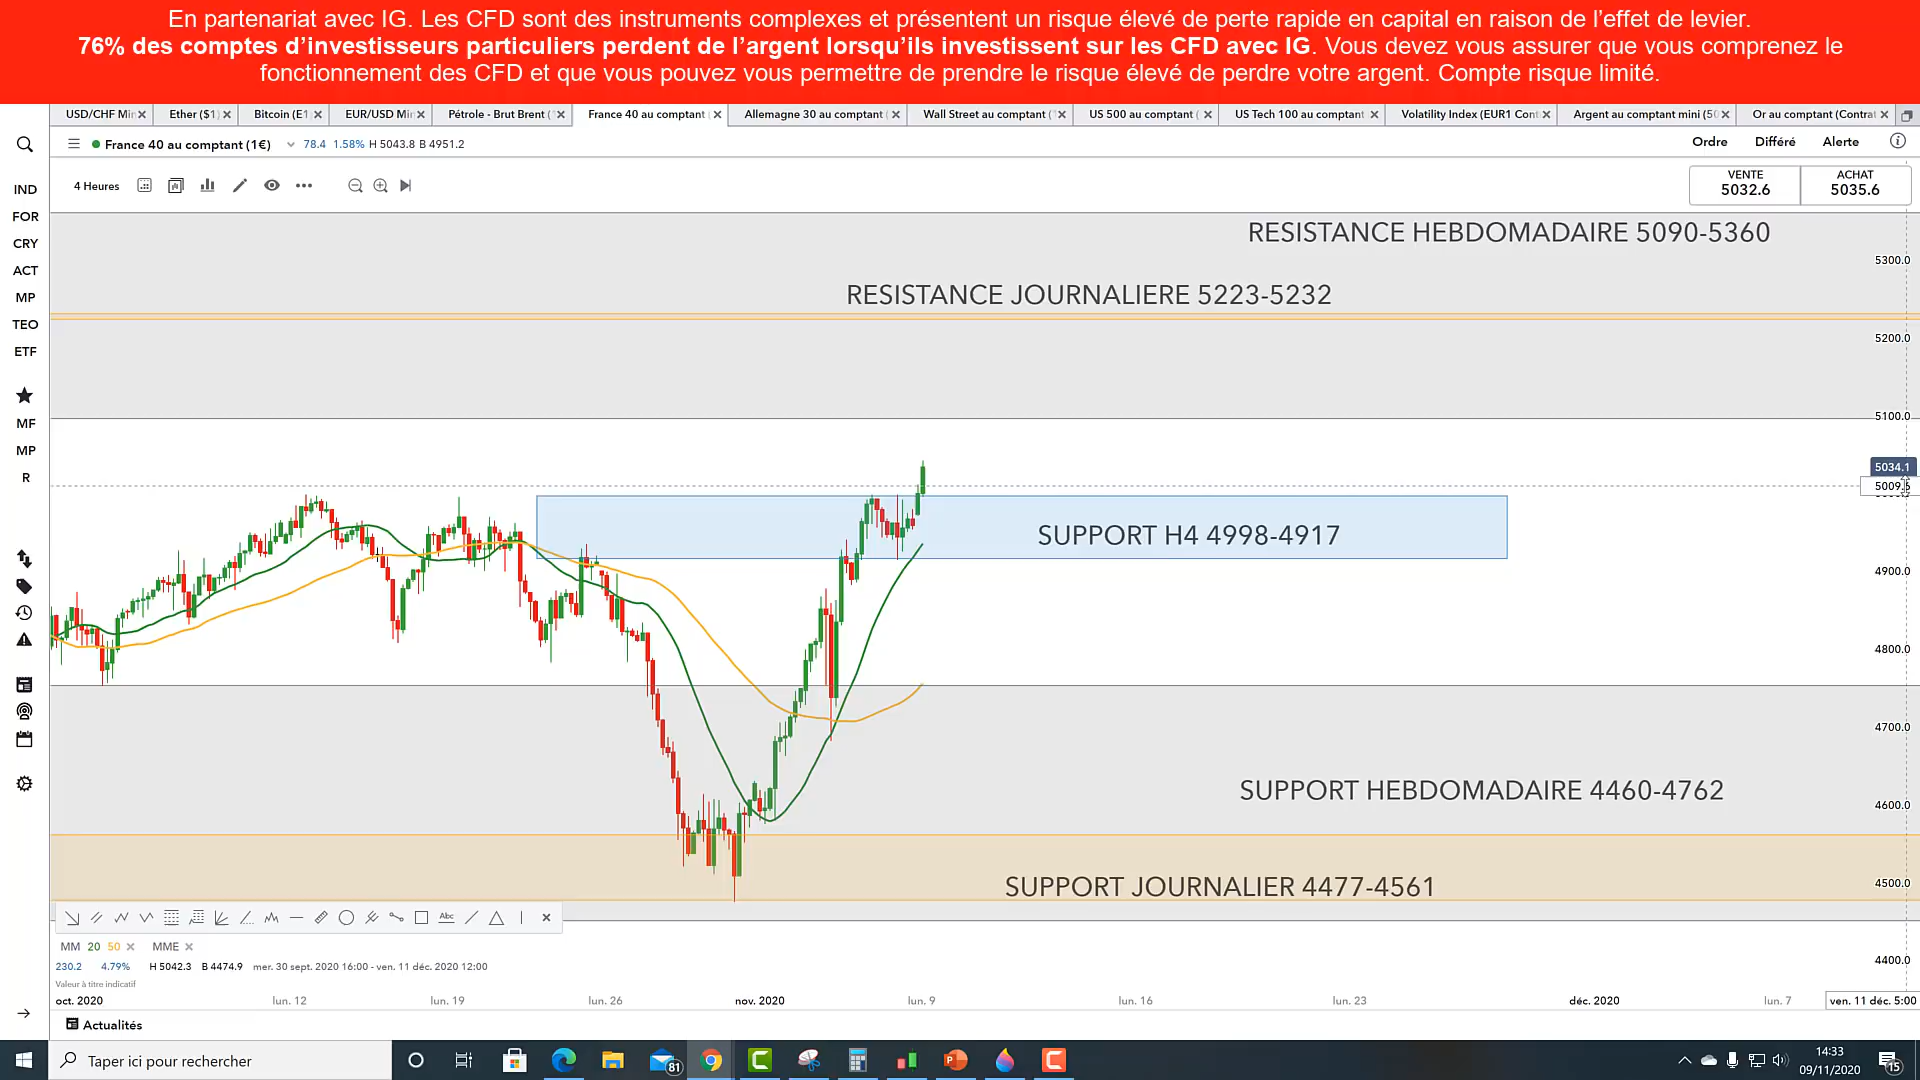 En partenariat avec IG. Les CFD sont des instruments complexes et présentent un risque élevé de perte rapide en capital en raison de l’effet de levier.
76% des comptes d’investisseurs particuliers perdent de l’argent lorsqu’ils investissent sur les CFD avec IG. Vous devez vous assurer que vous comprenez le
fonctionnement des CFD et que vous pouvez vous permettre de prendre le risque élevé de perdre votre argent. Compte risque limité.
USD/CHF Min Ether ($1) Bitcoin (E1 EUR/USD Mi Pétrole - Brut Brent ( France 40 au comptant ( Allemagne 30 au comptant Wall Street au comptant ( US 500 au comptant ( US Tech 100 au comptant Volatility Index (EUR1 Cont Argent au comptant mini (50 Or au comptant (Contrat
France 40 au comptant (1€) 78.4 1.58% H 5043.8 B 4951.2 Ordre Différé Alerte
4 Heures
VENTE ACHAT
5032.6 5035.6
IND
FOR
CRY
ACT
MP
TEO
ETF
MF
MP
R
RESISTANCE HEBDOMADAIRE 5090-5360
5300.0
RESISTANCE JOURNALIERE 5223-5232
5200.0
5100.0
5034.1
5009.5
SUPPORT H4 4998-4917
4900.0
4800.0
4700.0
SUPPORT HEBDOMADAIRE 4460-4762
4600.0
SUPPORT JOURNALIER 4477-4561
4500.0
Abc
MM 20 50 MME
230.2 4.79% H 5042.3 B 4474.9 mer. 30 sept. 2020 16:00 - ven. 11 déc. 2020 12:00
4400.0
Valeur à titre indicatif
oct. 2020 lun. 12 lun. 19 lun. 26 nov. 2020 lun. 9 lun. 16 lun. 23 déc. 2020 lun. 7 ven. 11 déc. 5:00
Actualités
Taper ici pour rechercher
81
14:33
09/11/2020
15